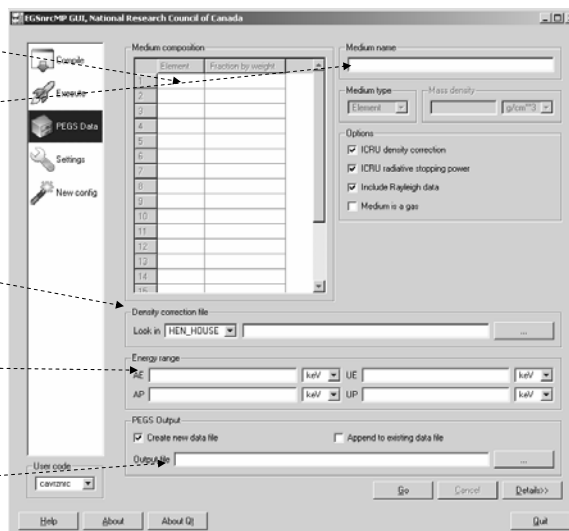 EGSnrcMP GUI, National Research Council of Canada
Compile
Execute
PEGS Data
Settings
New config
User code
cavrznrc
Medium composition
Element Fraction by weight
2
3
4
5
6
7
8
9
10
11
12
13
14
15
Medium name
Medium type
Element
Mass density
g/cm**3
Options
ICRU density correction
ICRU radiative stopping power
Include Rayleigh data
Medium is a gas
Density correction file
Look in HEN_HOUSE ...
Energy range
AE keV UE keV
AP keV UP keV
PEGS Output
Create new data file Append to existing data file
Output file ...
Go Cancel Details>>
Help About About Qt Quit